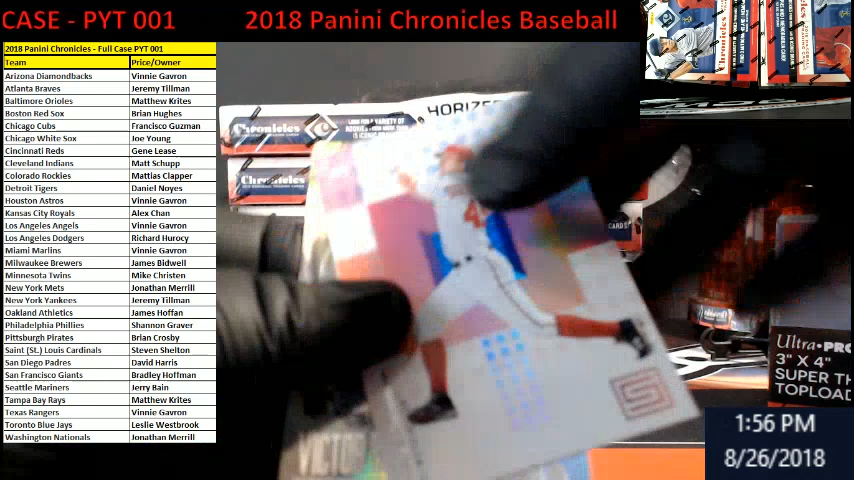 CASE - PYT 001
2018 Panini Chronicles Baseball
2018 Panini Chronicles - Full Case PYT 001
Team Price/Owner
Arizona Diamondbacks Vinnie Gavron
Atlanta Braves Jeremy Tillman
Baltimore Orioles Matthew Krites
Boston Red Sox Brian Hughes
Chicago Cubs Francisco Guzman
Chicago White Sox Joe Young
Cincinnati Reds Gene Lease
Cleveland Indians Matt Schupp
Colorado Rockies Mattias Clapper
Detroit Tigers Daniel Noyes
Houston Astros Vinnie Gavron
Kansas City Royals Alex Chan
Los Angeles Angels Vinnie Gavron
Los Angeles Dodgers Richard Hurocy
Miami Marlins Vinnie Gavron
Milwaukee Brewers James Bidwell
Minnesota Twins Mike Christen
New York Mets Jonathan Merrill
New York Yankees Jeremy Tillman
Oakland Athletics James Hoffan
Philadelphia Phillies Shannon Graver
Pittsburgh Pirates Brian Crosby
Saint (St.) Louis Cardinals Steven Shelton
San Diego Padres David Harris
San Francisco Giants Bradley Hoffman
Seattle Mariners Jerry Bain
Tampa Bay Rays Matthew Krites
Texas Rangers Vinnie Gavron
Toronto Blue Jays Leslie Westbrook
Washington Nationals Jonathan Merrill
Chronicles
LOOK FOR A VARIETY OF
HORIZE
Chronicles
CARDS
VICTOR
Ultra•PRO
3" X 4"
SUPER TH
TOPLOAD
1:56 PM
8/26/2018